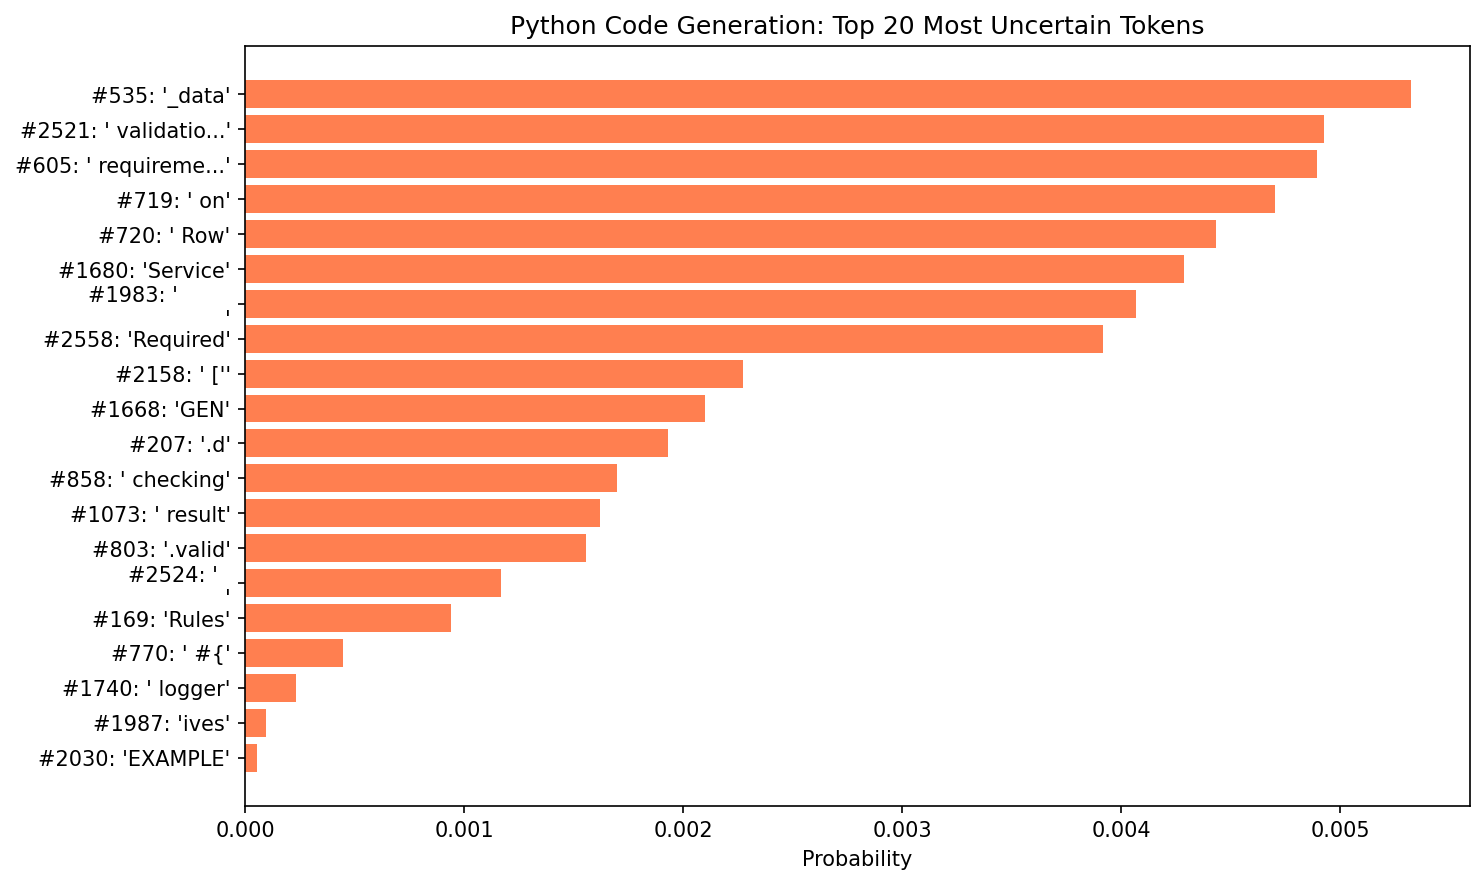 Python Code Generation: Top 20 Most Uncertain Tokens
#535: '_data'
#2521: ' validatio...'
#605: ' requireme...'
#719: ' on'
#720: ' Row'
#1680: 'Service'
#1983: '
'
#2558: 'Required'
#2158: ' [''
#1668: 'GEN'
#207: '.d'
#858: ' checking'
#1073: ' result'
#803: '.valid'
#2524: '
'
#169: 'Rules'
#770: ' #{'
#1740: ' logger'
#1987: 'ives'
#2030: 'EXAMPLE'
0.000 0.001 0.002 0.003 0.004 0.005
Probability